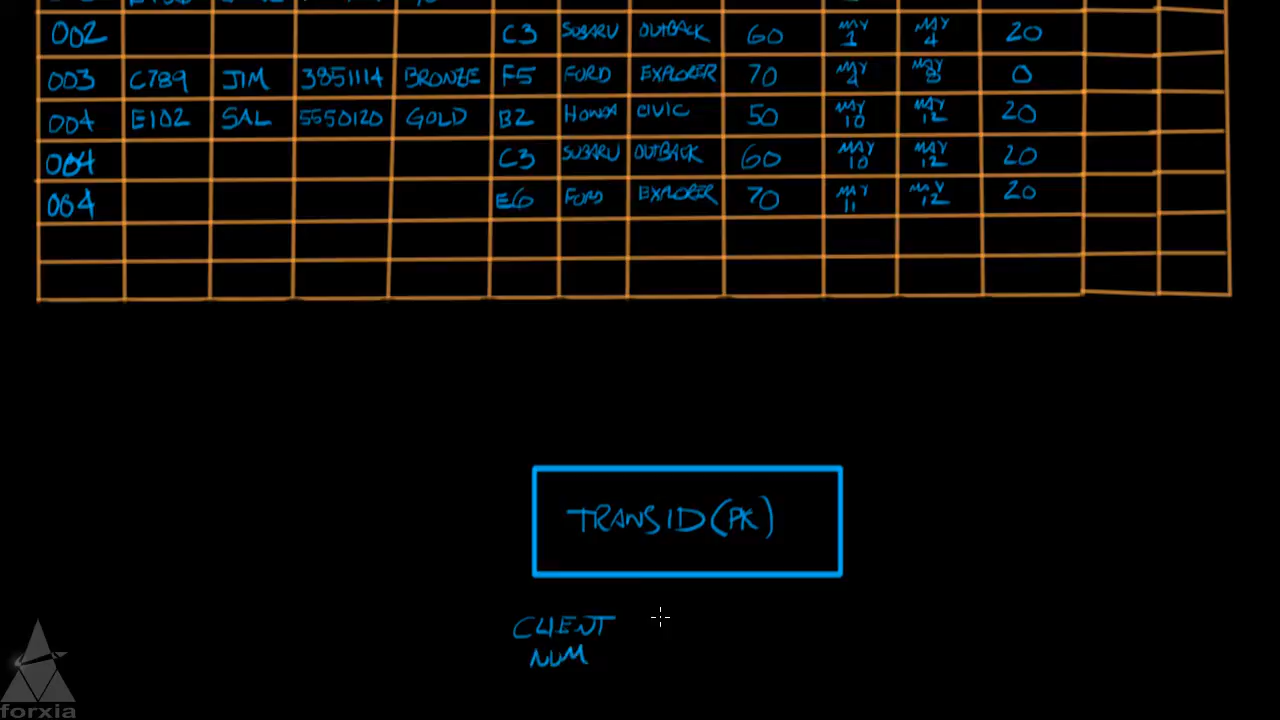 002 C3 SUBARU OUTBACK 60 MAY 1 MAY 4 20
003 C789 JIM 3851114 BRONZE F5 FORD EXPLORER 70 MAY 4 MAY 8 0
004 E102 SAL 5550120 GOLD B2 HONDA CIVIC 50 MAY 10 MAY 12 20
004 C3 SUBARU OUTBACK 60 MAY 10 MAY 12 20
004 E6 FORD EXPLORER 70 MAY 11 MAY 12 20
TRANSID(PK)
CLIENT
NUM
forxia